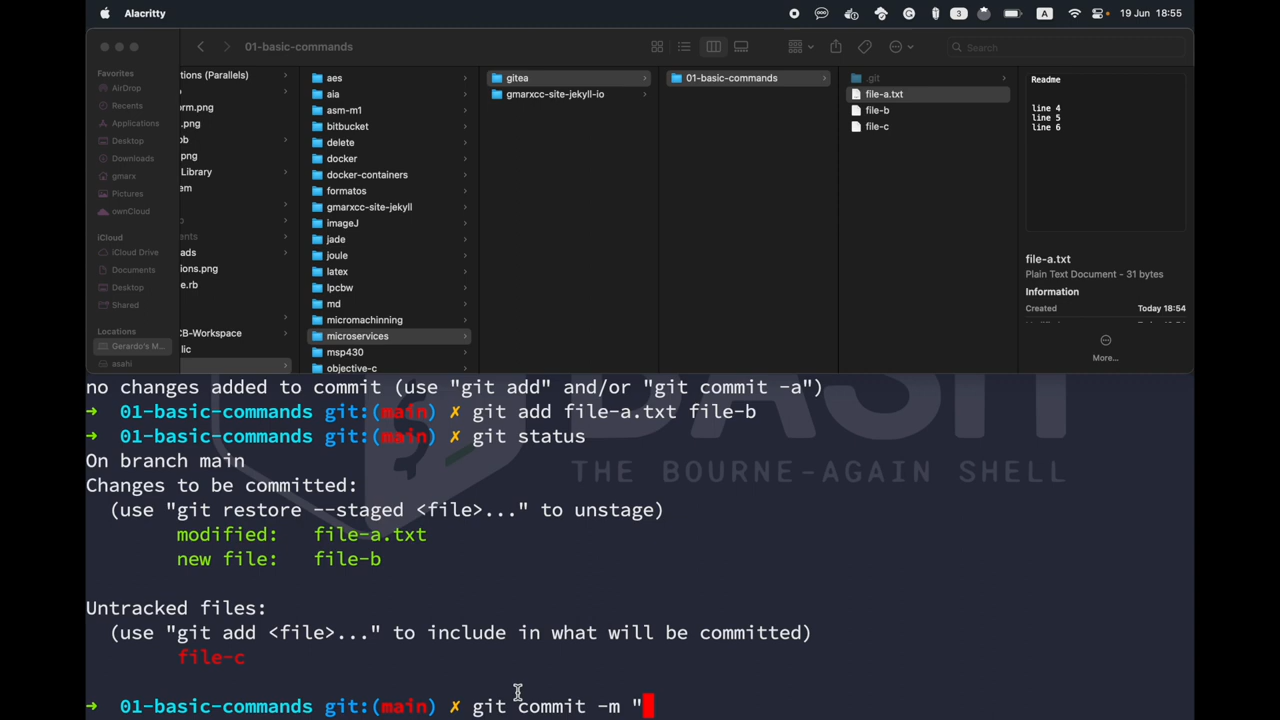 Alacritty
3
A
19 Jun 18:55
01-basic-commands
Search
Favorites
AirDrop
Recents
Applications
Desktop
Downloads
gmarx
Pictures
ownCloud
iCloud
iCloud Drive
Documents
Desktop
Shared
Locations
Gerardo's M...
asahi
tions (Parallels)
orm.png
.png
ob
png
Library
em
ents
ads
ions.png
e.rb
CB-Workspace
lic
aes
aia
asm-m1
bitbucket
delete
docker
docker-containers
formatos
gmarxcc-site-jekyll
imageJ
jade
joule
latex
lpcbw
md
micromachinning
microservices
msp430
objective-c
gitea
gmarxcc-site-jekyll-io
01-basic-commands
.git
file-a.txt
file-b
file-c
Readme
line 4
line 5
line 6
file-a.txt
Plain Text Document - 31 bytes
Information
Created Today 18:54
More...
BASH
THE BOURNE-AGAIN SHELL
no changes added to commit (use "git add" and/or "git commit -a")
➜ 01-basic-commands git:(main) ✗ git add file-a.txt file-b
➜ 01-basic-commands git:(main) ✗ git status
On branch main
Changes to be committed:
(use "git restore --staged <file>..." to unstage)
modified: file-a.txt
new file: file-b
Untracked files:
(use "git add <file>..." to include in what will be committed)
file-c
➜ 01-basic-commands git:(main) ✗ git commit -m "